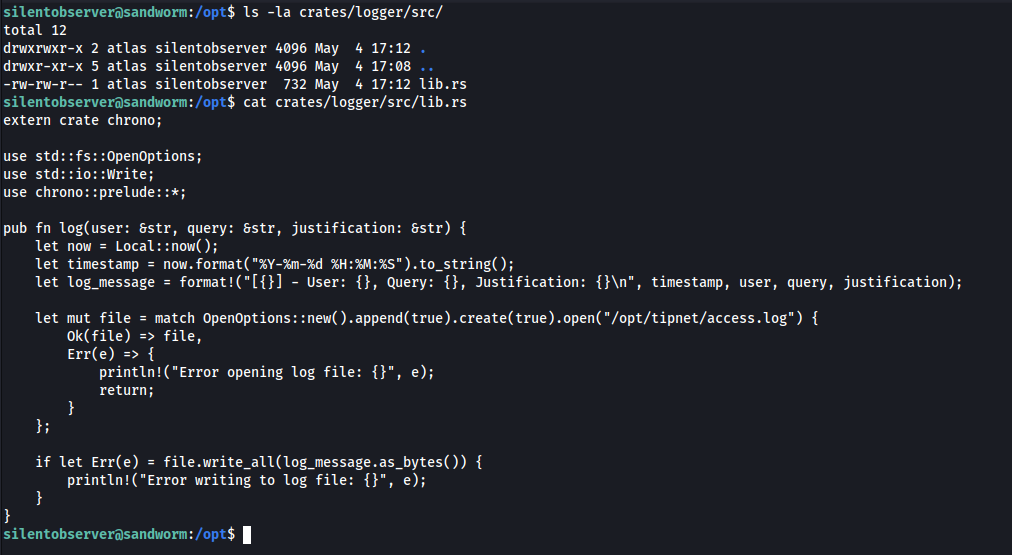 silentobserver@sandworm:/opt$ ls -la crates/logger/src/
total 12
drwxrwxr-x 2 atlas silentobserver 4096 May  4 17:12 .
drwxr-xr-x 5 atlas silentobserver 4096 May  4 17:08 ..
-rw-rw-r-- 1 atlas silentobserver  732 May  4 17:12 lib.rs
silentobserver@sandworm:/opt$ cat crates/logger/src/lib.rs
extern crate chrono;

use std::fs::OpenOptions;
use std::io::Write;
use chrono::prelude::*;

pub fn log(user: &str, query: &str, justification: &str) {
    let now = Local::now();
    let timestamp = now.format("%Y-%m-%d %H:%M:%S").to_string();
    let log_message = format!("[{}] - User: {}, Query: {}, Justification: {}\n", timestamp, user, query, justification);

    let mut file = match OpenOptions::new().append(true).create(true).open("/opt/tipnet/access.log") {
        Ok(file) => file,
        Err(e) => {
            println!("Error opening log file: {}", e);
            return;
        }
    };

    if let Err(e) = file.write_all(log_message.as_bytes()) {
        println!("Error writing to log file: {}", e);
    }
}
silentobserver@sandworm:/opt$